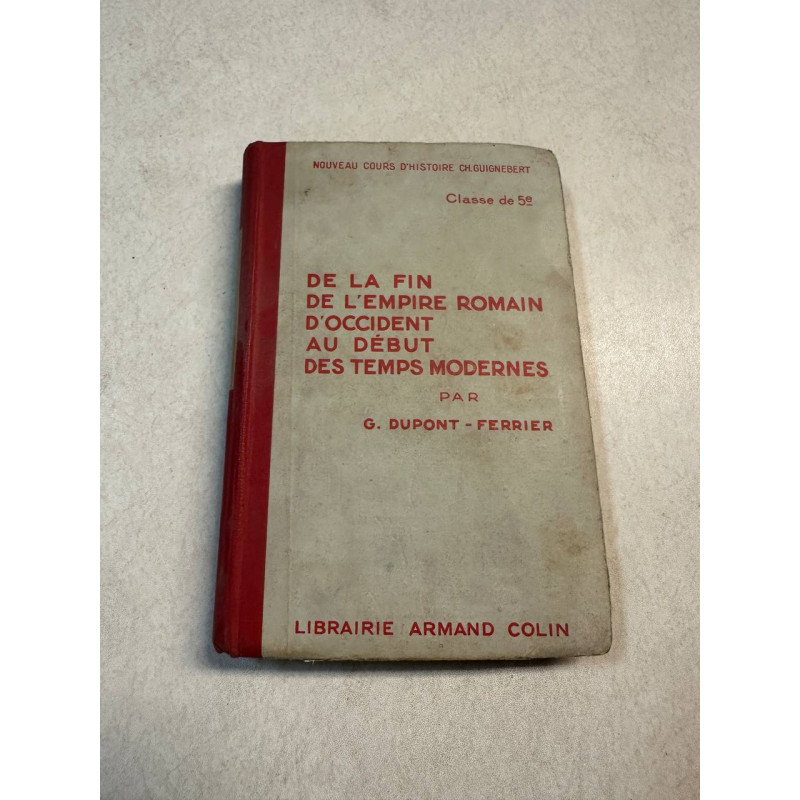 NOUVEAU COURS D'HISTOIRE CH.GUIGNEBERT
Classe de 5e
DE LA FIN
DE L'EMPIRE ROMAIN
D'OCCIDENT
AU DÉBUT
DES TEMPS MODERNES
PAR
G. DUPONT - FERRIER
LIBRAIRIE ARMAND COLIN